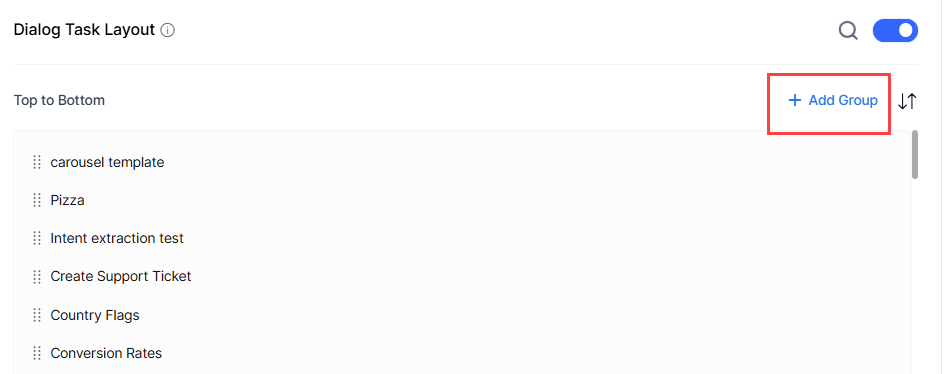 Dialog Task Layout
Top to Bottom
+ Add Group
carousel template
Pizza
Intent extraction test
Create Support Ticket
Country Flags
Conversion Rates